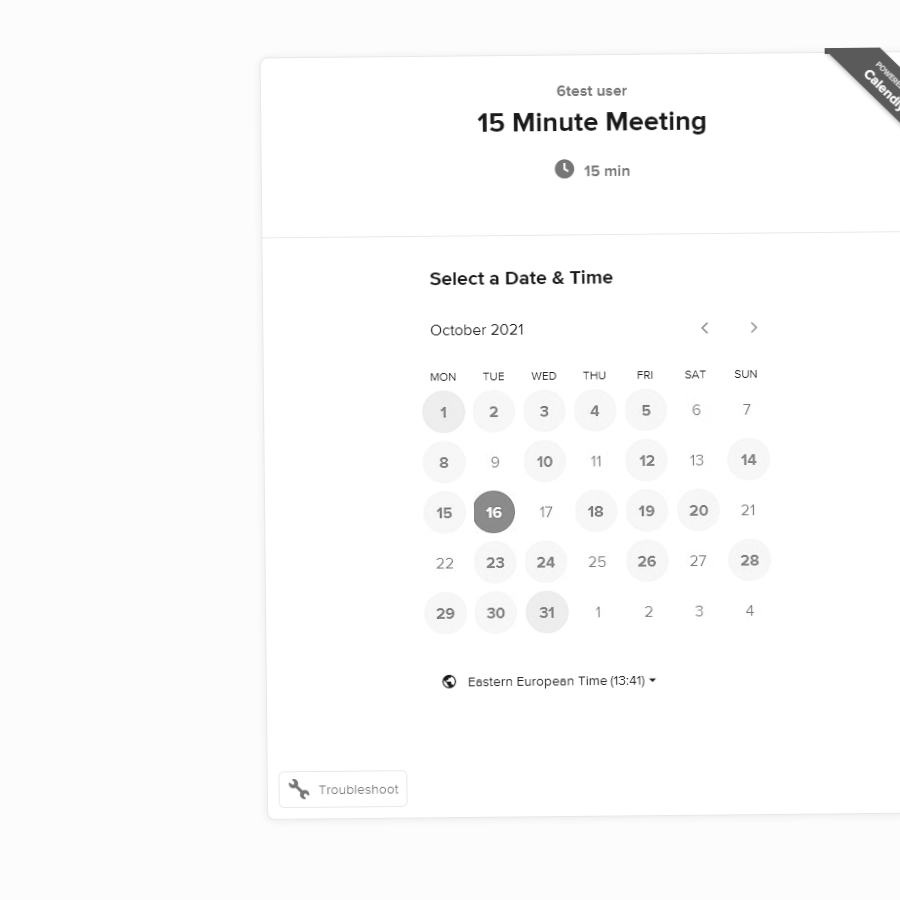 POWERED
Calendly
6test user
15 Minute Meeting
15 min
Select a Date & Time
October 2021
MON TUE WED THU FRI SAT SUN
1 2 3 4 5 6 7
8 9 10 11 12 13 14
15 16 17 18 19 20 21
22 23 24 25 26 27 28
29 30 31 1 2 3 4
Eastern European Time (13:41)
Troubleshoot